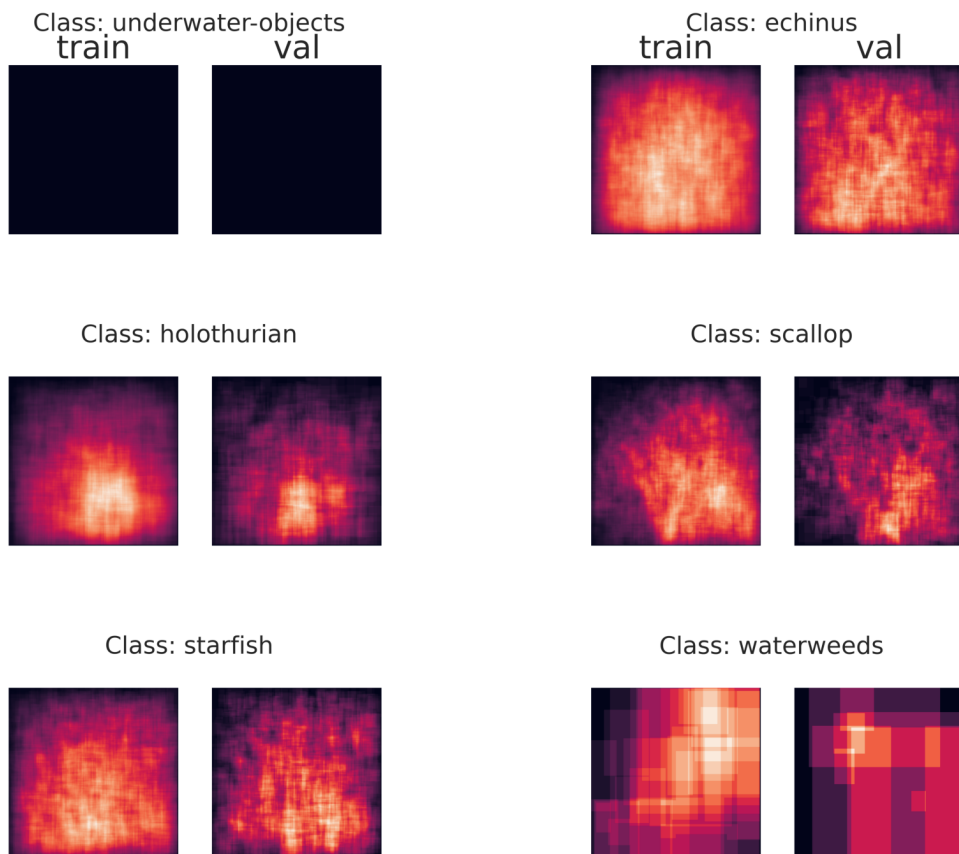 Class: underwater-objects
train val
Class: echinus
train val
Class: holothurian
Class: scallop
Class: starfish
Class: waterweeds